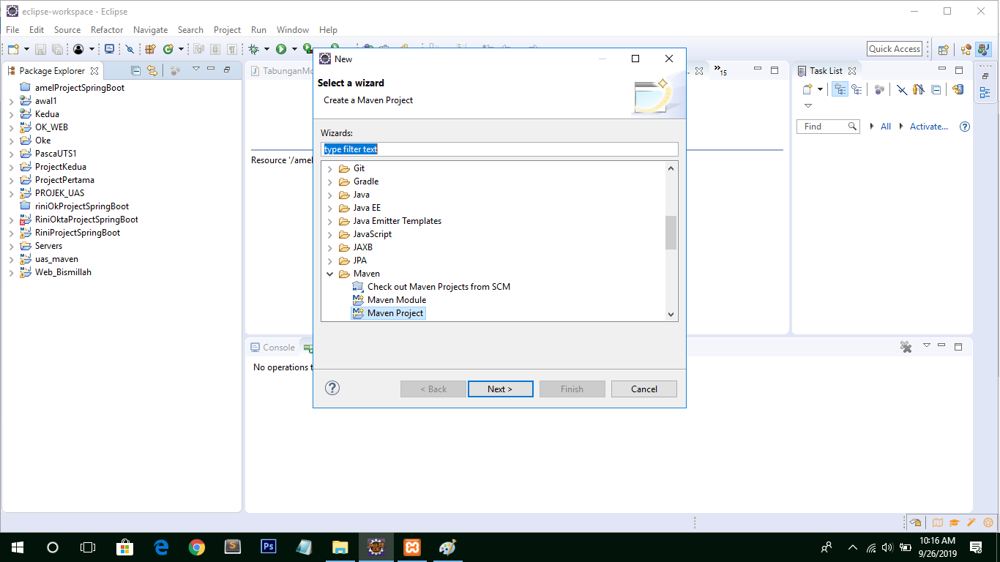 eclipse-workspace - Eclipse
File Edit Source Refactor Navigate Search Project Run Window Help
Quick Access
Package Explorer
amelProjectSpringBoot
awal1
Kedua
OK_WEB
Oke
PascaUTS1
ProjectKedua
ProjectPertama
PROJEK_UAS
riniOkProjectSpringBoot
RiniOktaProjectSpringBoot
RiniProjectSpringBoot
Servers
uas_maven
Web_Bismillah
TabunganMo
15
Resource '/amel
New
Select a wizard
Create a Maven Project
Wizards:
type filter text
Git
Gradle
Java
Java EE
Java Emitter Templates
JavaScript
JAXB
JPA
Maven
Check out Maven Projects from SCM
Maven Module
Maven Project
< Back
Next >
Finish
Cancel
Task List
Find
All
Activate...
Console
No operations t
Ps
10:16 AM
9/26/2019